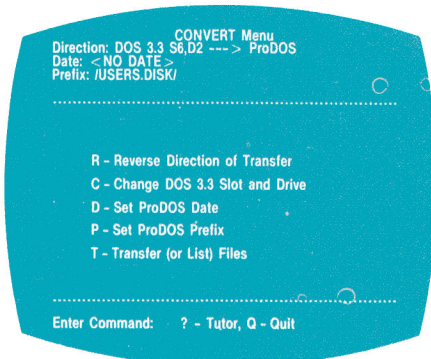 CONVERT Menu
Direction: DOS 3.3 S6,D2 ---> ProDOS
Date: <NO DATE>
Prefix: /USERS.DISK/
R - Reverse Direction of Transfer
C - Change DOS 3.3 Slot and Drive
D - Set ProDOS Date
P - Set ProDOS Prefix
T - Transfer (or List) Files
Enter Command: ? - Tutor, Q - Quit